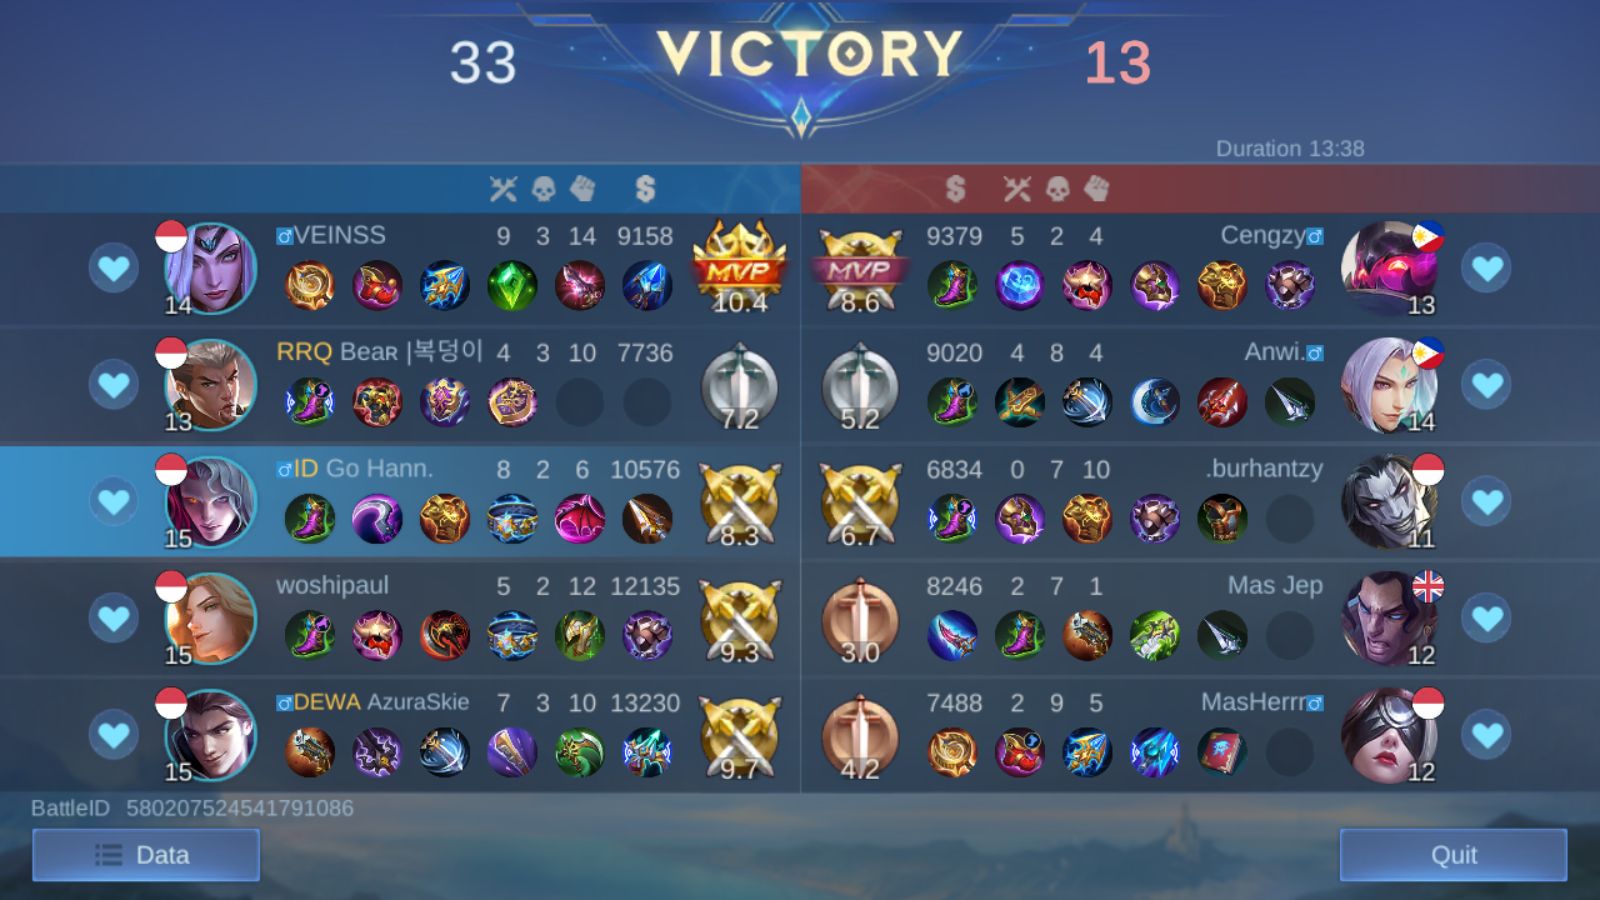 33 VICTORY 13
Duration 13:38
♂VEINSS 9 3 14 9158 MVP 10.4 14
MVP 8.6 9379 5 2 4 Cengzy♂ 13
RRQ Bear |복덩이 4 3 10 7736 7.2 13
5.2 9020 4 8 4 Anwi.♂ 14
♂ID Go Hann. 8 2 6 10576 8.3 15
6.7 6834 0 7 10 .burhantzy 11
woshipaul 5 2 12 12135 9.3 15
3.0 8246 2 7 1 Mas Jep 12
♂DEWA AzuraSkie 7 3 10 13230 9.7 15
4.2 7488 2 9 5 MasHerrr♂ 12
BattleID 580207524541791086
Data
Quit